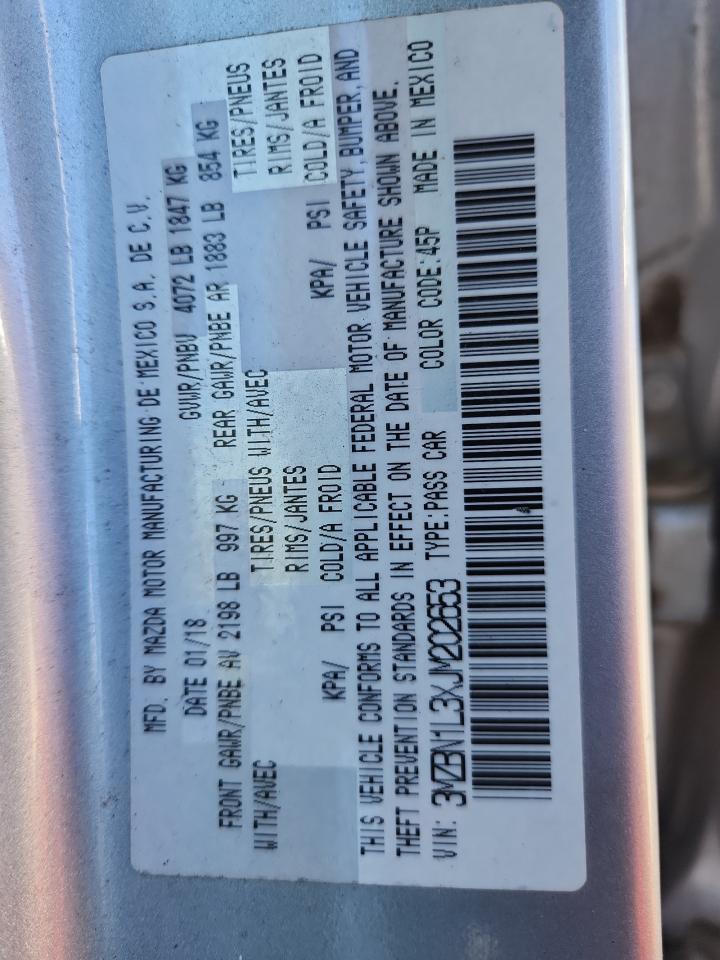 MFD. BY MAZDA MOTOR MANUFACTURING DE MEXICO S.A. DE C.V.
DATE 01/18 GVWR/PNBV 4072 LB 1847 KG
FRONT GAWR/PNBE AV 2198 LB 997 KG REAR GAWR/PNBE AR 1883 LB 854 KG
WITH/AVEC TIRES/PNEUS WITH/AVEC TIRES/PNEUS
RIMS/JANTES RIMS/JANTES
KPA/ PSI COLD/A FROID KPA/ PSI COLD/A FROID
THIS VEHICLE CONFORMS TO ALL APPLICABLE FEDERAL MOTOR VEHICLE SAFETY,BUMPER,AND
THEFT PREVENTION STANDARDS IN EFFECT ON THE DATE OF MANUFACTURE SHOWN ABOVE.
VIN: 3MZBN1L3XJM202653 TYPE:PASS CAR COLOR CODE:45P MADE IN MEXICO